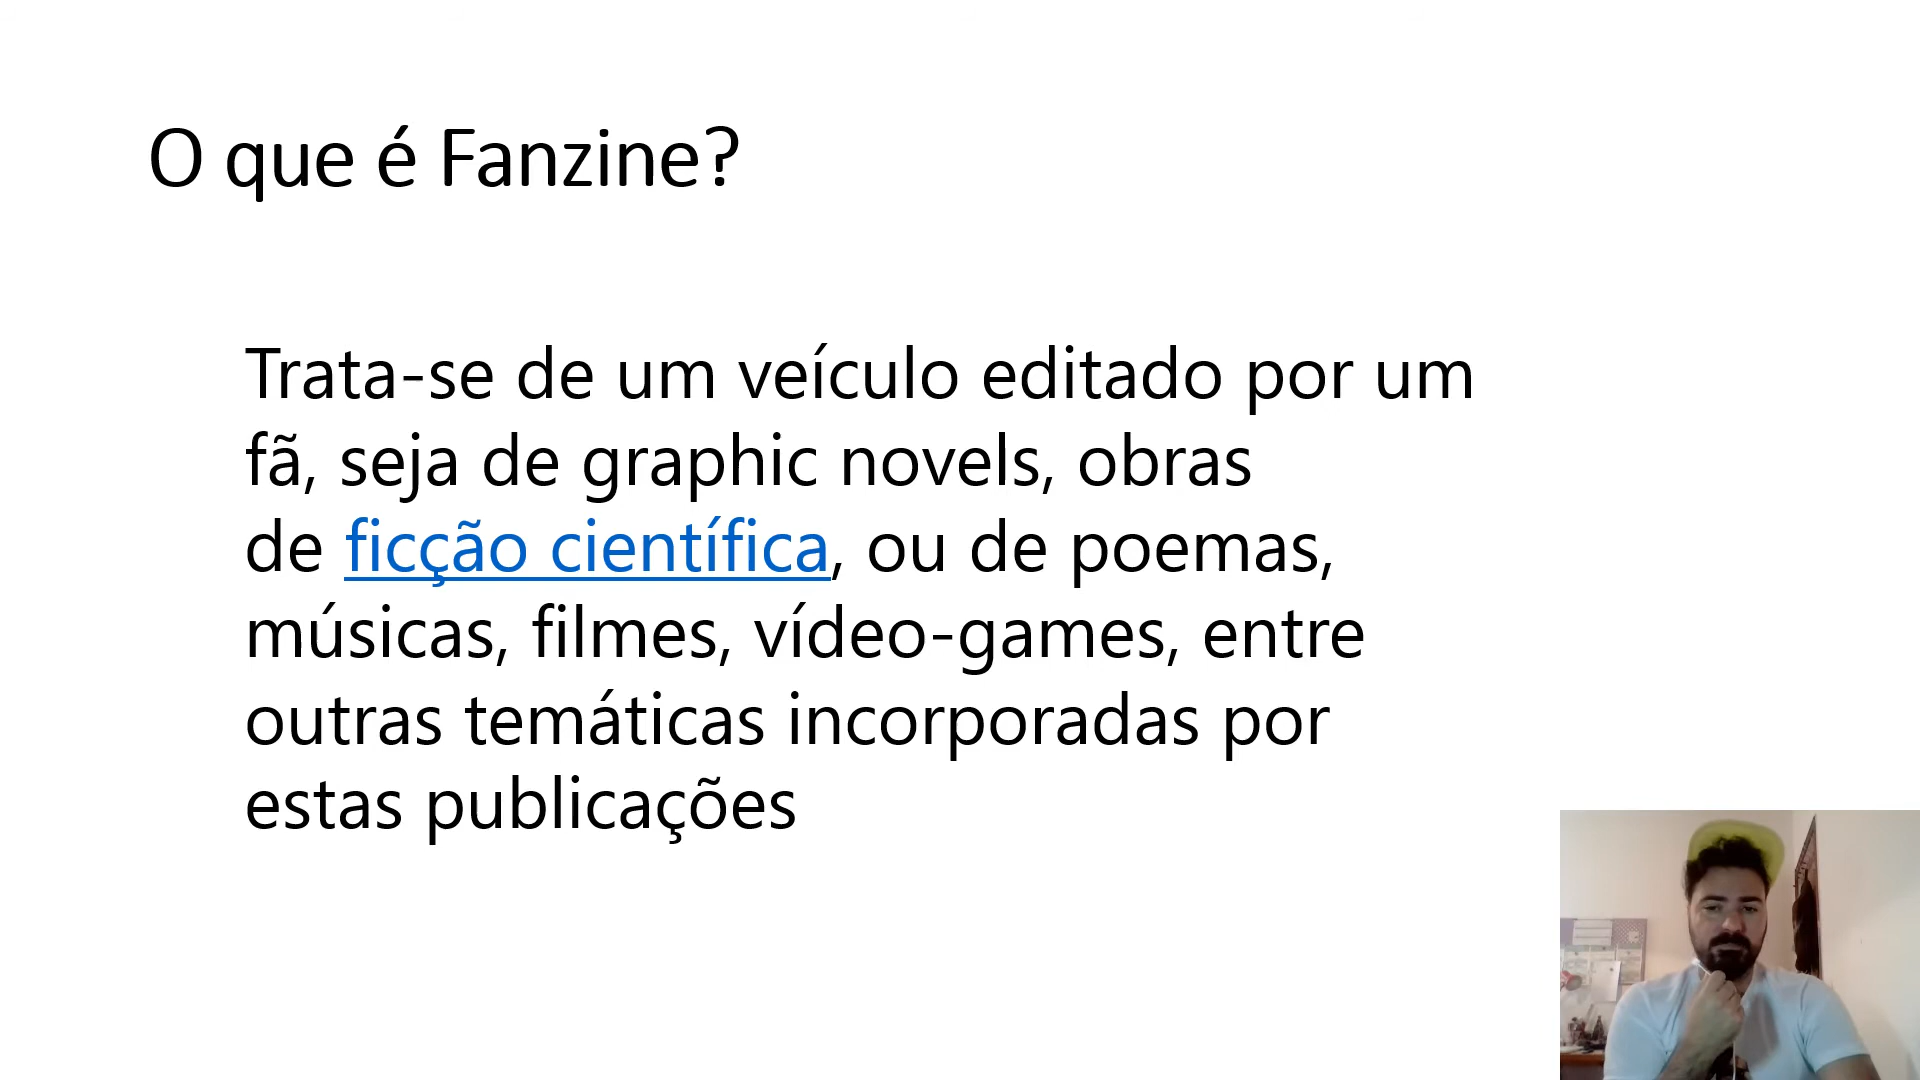 O que é Fanzine?
Trata-se de um veículo editado por um
fã, seja de graphic novels, obras
de ficção científica, ou de poemas,
músicas, filmes, vídeo-games, entre
outras temáticas incorporadas por
estas publicações